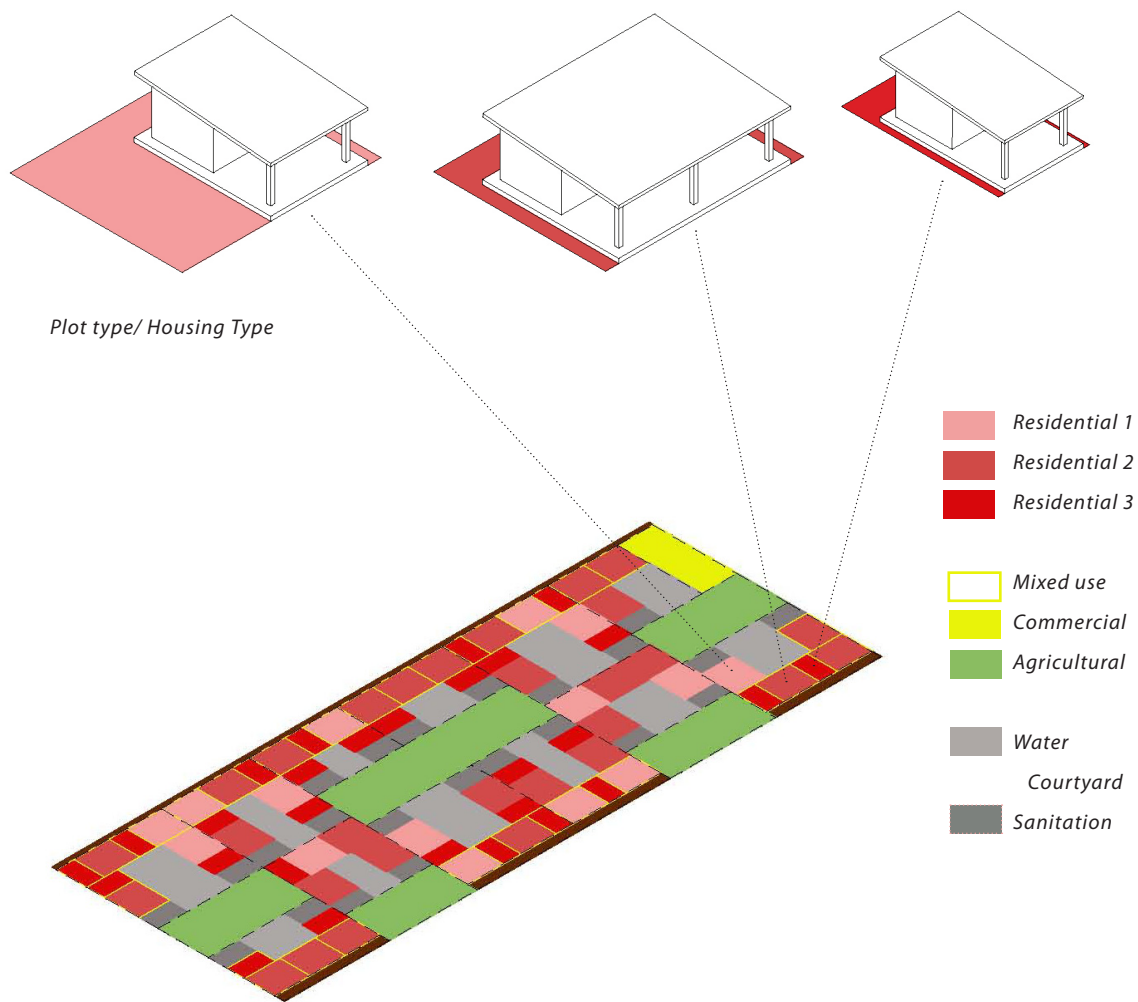 Plot type/ Housing Type
Residential 1
Residential 2
Residential 3
Mixed use
Commercial
Agricultural
Water
Courtyard
Sanitation